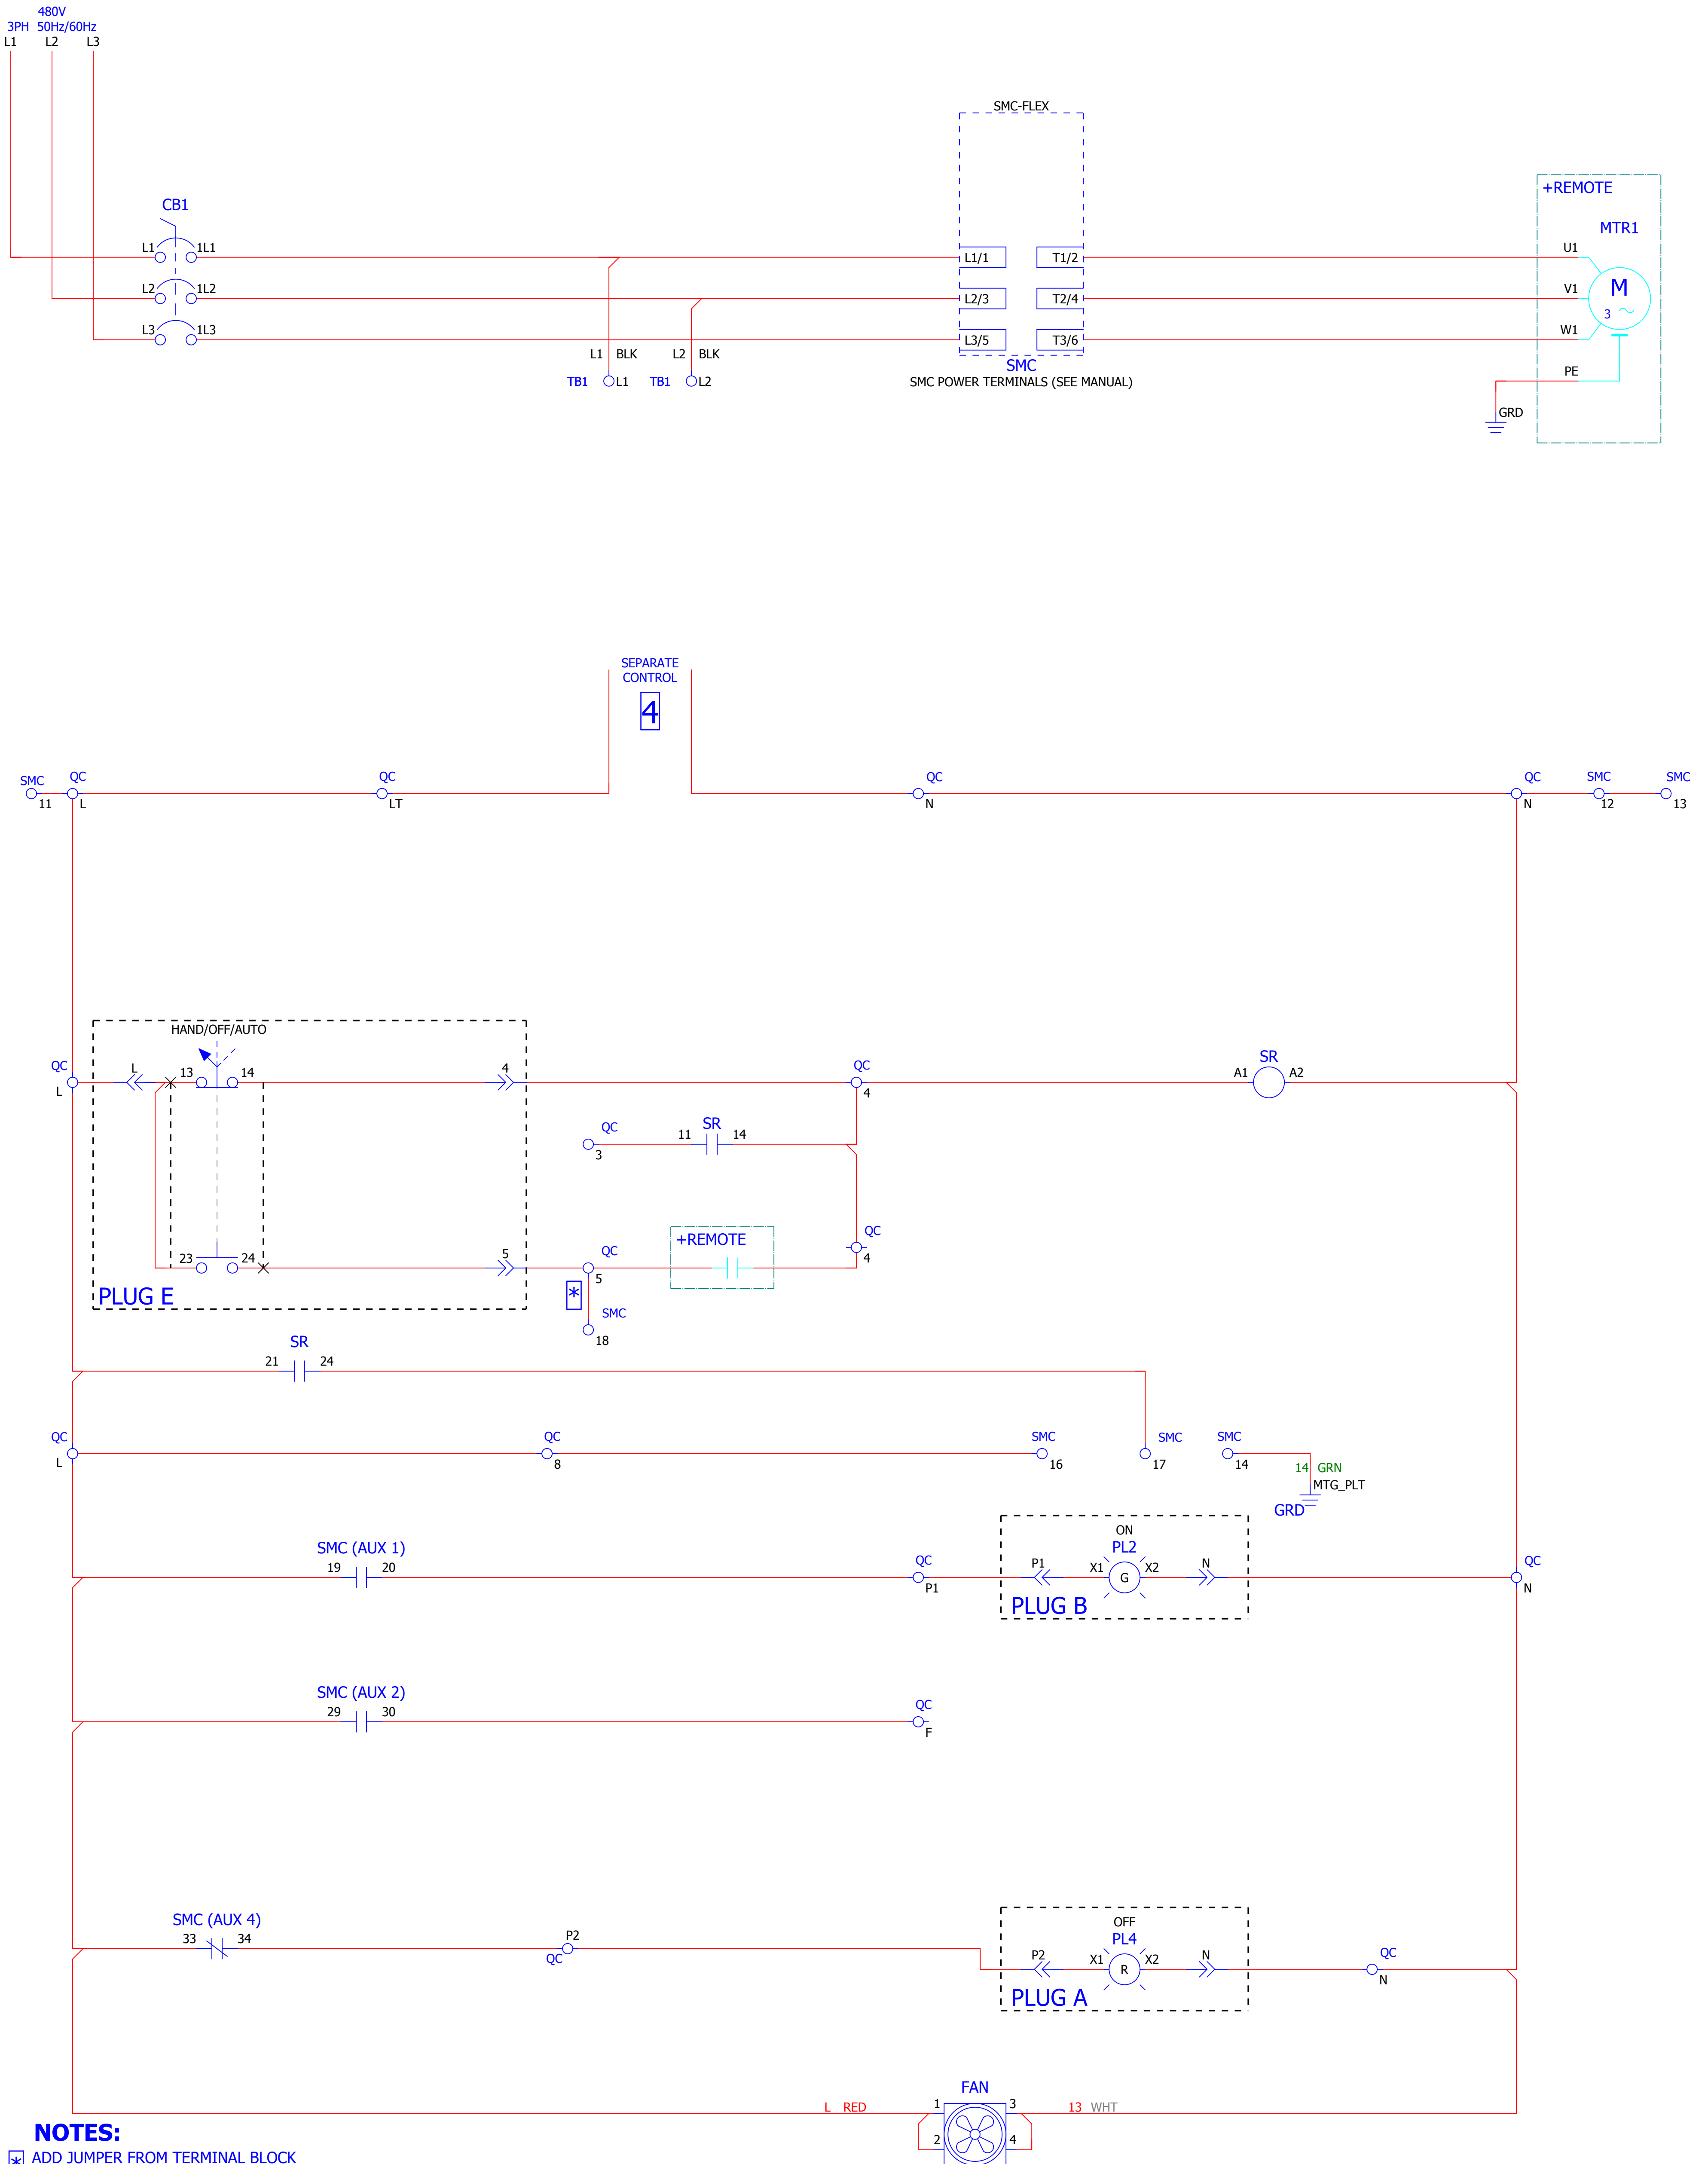 480V
3PH 50Hz/60Hz
L1 L2 L3
SMC-FLEX
+REMOTE
CB1
MTR1
L1 1L1
L1/1 T1/2
U1
L2 1L2
L2/3 T2/4
V1
M
3
L3 1L3
L3/5 T3/6
W1
L1 BLK L2 BLK
SMC
PE
TB1 L1 TB1 L2
SMC POWER TERMINALS (SEE MANUAL)
GRD
SEPARATE
CONTROL
4
SMC QC QC QC QC SMC SMC
11 L LT N N 12 13
HAND/OFF/AUTO
QC L 13 14 4 QC SR
L 4 A1 A2
QC SR
11 14
3
QC
+REMOTE
4
23 24 5 QC
5
PLUG E
*
SMC
18
SR
21 24
QC QC SMC SMC SMC
L 8 16 17 14
14 GRN
MTG_PLT
GRD
ON
SMC (AUX 1) PL2
19 20 QC P1 X1 X2 N QC
G
P1 N
PLUG B
SMC (AUX 2)
29 30 QC
F
SMC (AUX 4) OFF
33 34 P2 PL4
QC P2 X1 X2 N QC
R
N
PLUG A
FAN
L RED 1 3 13 WHT
2 4
NOTES:
* ADD JUMPER FROM TERMINAL BLOCK